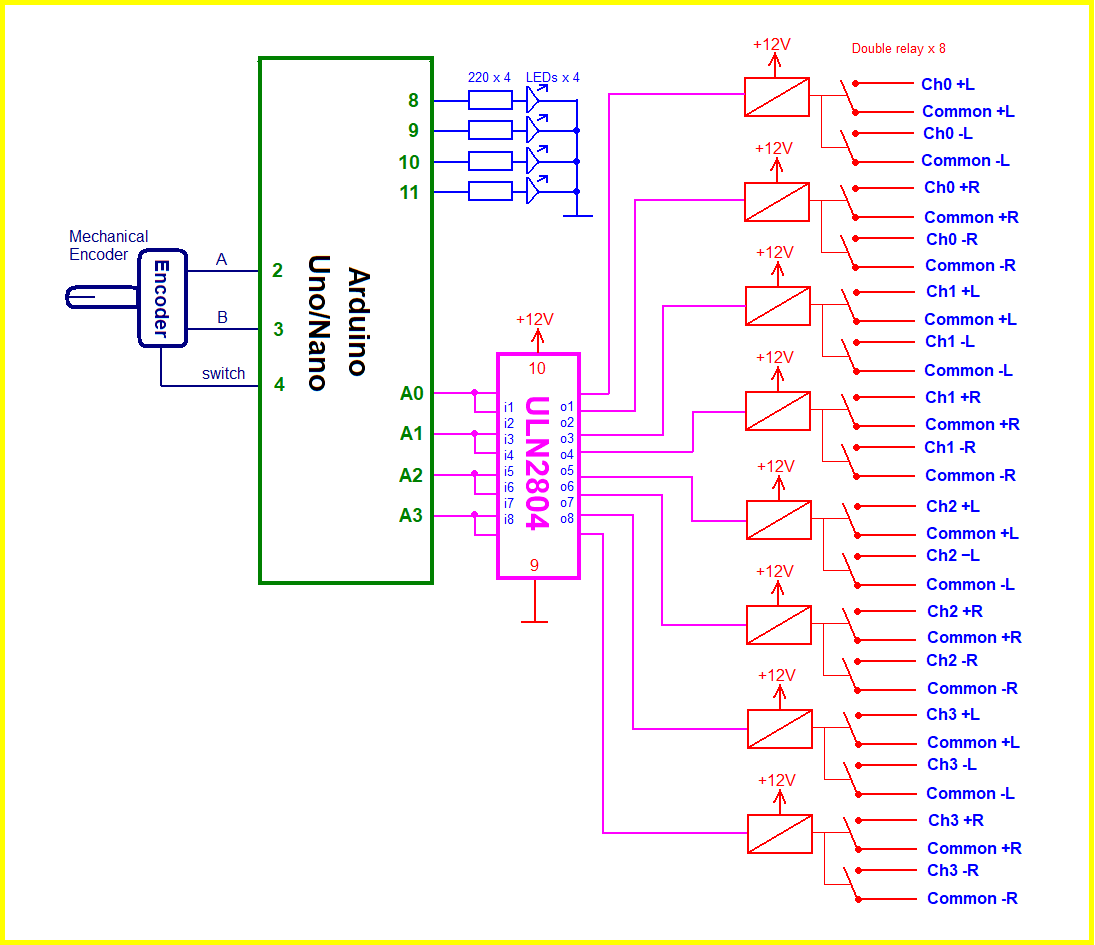 +12V
Double relay x 8
220 x 4 LEDs x 4
8
9
10
11
Mechanical
Encoder
Encoder
A
B
switch
2
3
4
Arduino
Uno/Nano
A0
A1
A2
A3
+12V
10
ULN2804
i1
i2
i3
i4
i5
i6
i7
i8
o1
o2
o3
o4
o5
o6
o7
o8
9
Ch0 +L
Common +L
Ch0 -L
Common -L
+12V
Ch0 +R
Common +R
Ch0 -R
Common -R
+12V
Ch1 +L
Common +L
Ch1 -L
Common -L
+12V
Ch1 +R
Common +R
Ch1 -R
Common -R
+12V
Ch2 +L
Common +L
Ch2 −L
Common -L
+12V
Ch2 +R
Common +R
Ch2 -R
Common -R
+12V
Ch3 +L
Common +L
Ch3 -L
Common -L
+12V
Ch3 +R
Common +R
Ch3 -R
Common -R